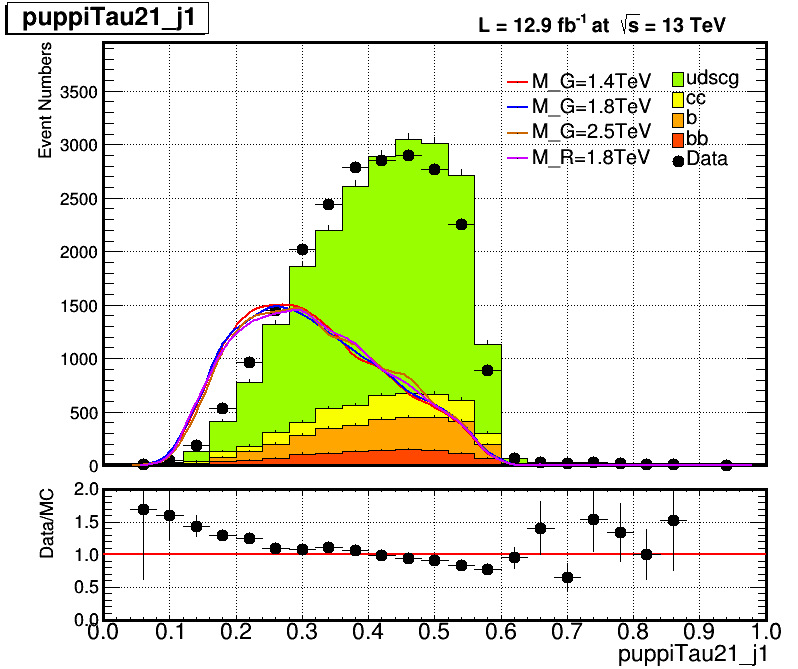 puppiTau21_j1
L = 12.9 fb-1 at √s = 13 TeV
Event Numbers
3500
3000
2500
2000
1500
1000
500
0
M_G=1.4TeV
M_G=1.8TeV
M_G=2.5TeV
M_R=1.8TeV
udscg
cc
b
bb
Data
Data/MC
2.0
1.5
1.0
0.5
0.0
0.0 0.1 0.2 0.3 0.4 0.5 0.6 0.7 0.8 0.9 1.0
puppiTau21_j1